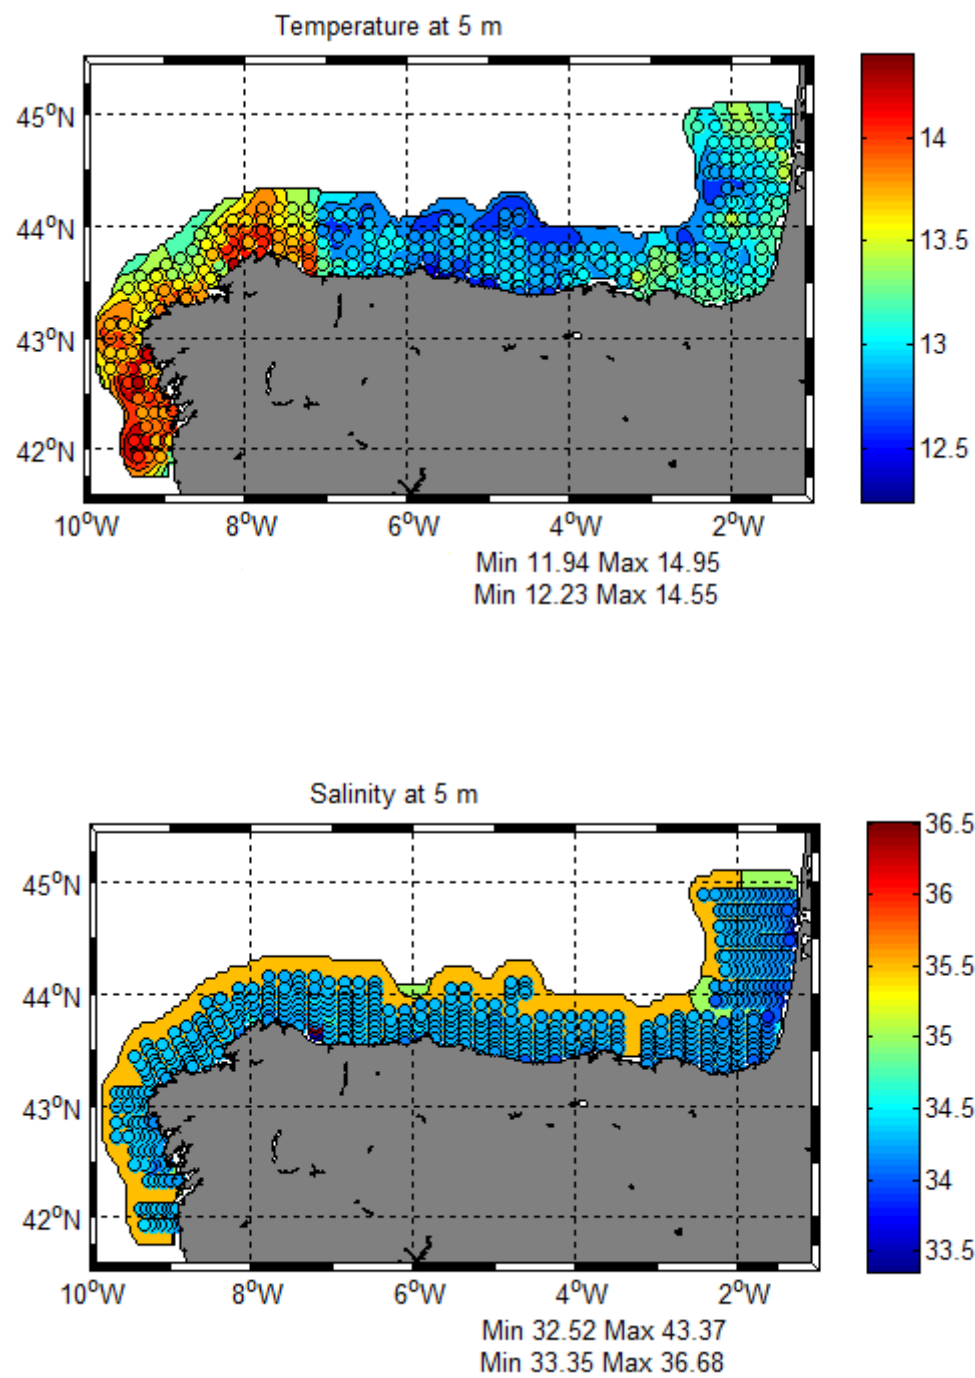 Temperature at 5 m
45°N
44°N
43°N
42°N
10°W 8°W 6°W 4°W 2°W
14
13.5
13
12.5
Min 11.94 Max 14.95
Min 12.23 Max 14.55
Salinity at 5 m
45°N
44°N
43°N
42°N
10°W 8°W 6°W 4°W 2°W
36.5
36
35.5
35
34.5
34
33.5
Min 32.52 Max 43.37
Min 33.35 Max 36.68